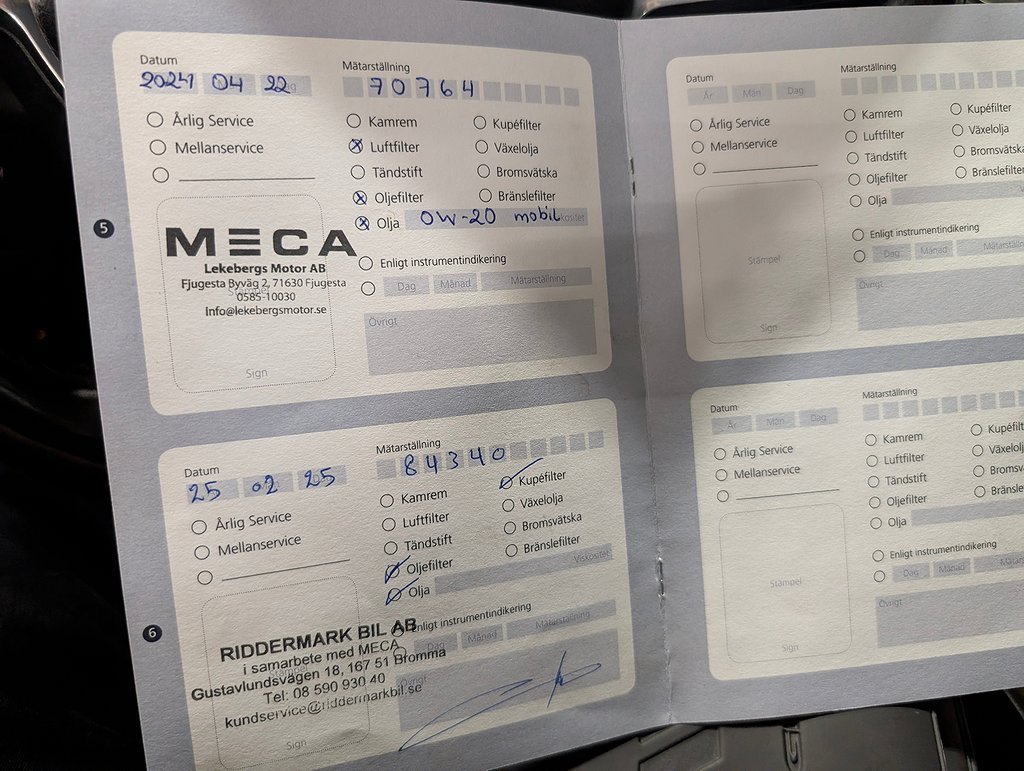 Datum
2024 04 22
Mätarställning
70764
Årlig Service
Mellanservice
Kamrem
Luftfilter
Tändstift
Oljefilter
Olja 0W-20 mobil
Kupéfilter
Växelolja
Bromsvätska
Bränslefilter
Enligt instrumentindikering
Dag Månad Mätarställning
Övrigt
5
MECA
Lekebergs Motor AB
Fjugesta Byväg 2, 71630 Fjugesta
0585-10030
Info@lekebergsmotor.se
Sign
Datum
25 02 25
Mätarställning
84340
Årlig Service
Mellanservice
Kamrem
Luftfilter
Tändstift
Oljefilter
Olja
Viskositet
Kupéfilter
Växelolja
Bromsvätska
Bränslefilter
Enligt instrumentindikering
Dag Månad Mätarställning
Övrigt
6
RIDDERMARK BIL AB
i samarbete med MECA
Gustavlundsvägen 18, 167 51 Bromma
Tel: 08 590 930 40
kundservice@riddermarkbil.se
Stämpel
Sign
Datum
År Mån Dag
Mätarställning
Årlig Service
Mellanservice
Kamrem
Luftfilter
Tändstift
Oljefilter
Olja
Kupéfilter
Växelolja
Bromsvätska
Bränslefilter
Enligt instrumentindikering
Dag Månad
Övrigt
Stämpel
Sign
Datum
År Mån Dag
Mätarställning
Årlig Service
Mellanservice
Kamrem
Luftfilter
Tändstift
Oljefilter
Olja
Enligt instrumentindikering
Dag Månad
Övrigt
Stämpel
Sign